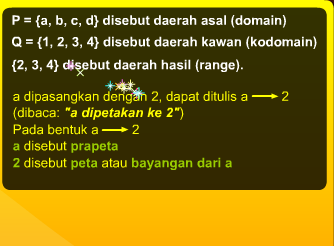 P = {a, b, c, d} disebut daerah asal (domain)
Q = {1, 2, 3, 4} disebut daerah kawan (kodomain)
{2, 3, 4} disebut daerah hasil (range).
a dipasangkan dengan 2, dapat ditulis a ⟶ 2
(dibaca: "a dipetakan ke 2")
Pada bentuk a ⟶ 2
a disebut prapeta
2 disebut peta atau bayangan dari a